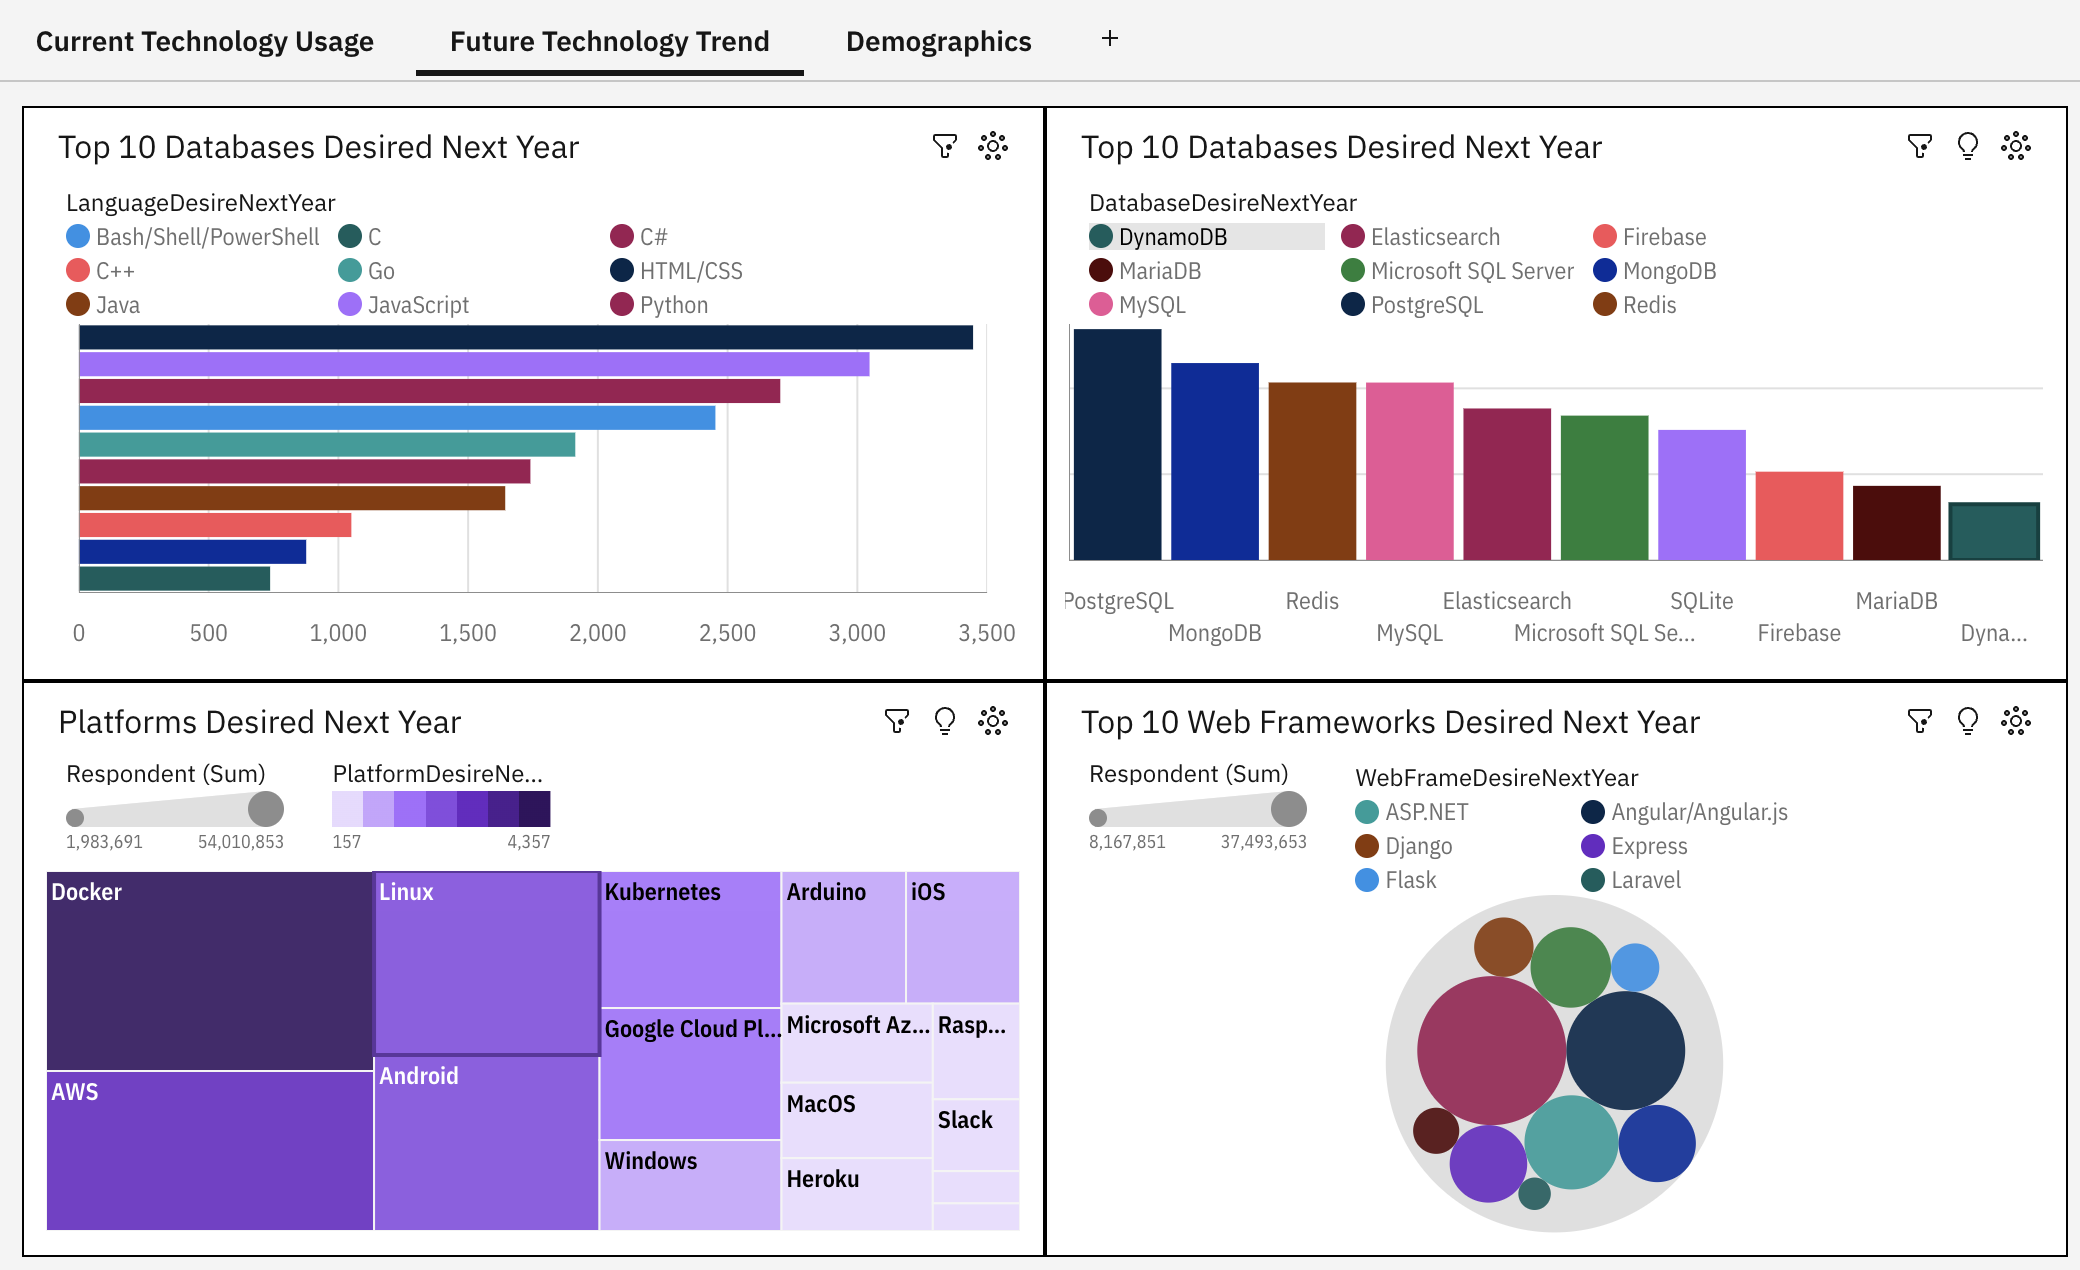 Current Technology Usage
Future Technology Trend
Demographics
+
Top 10 Databases Desired Next Year
LanguageDesireNextYear
Bash/Shell/PowerShell
C
C#
C++
Go
HTML/CSS
Java
JavaScript
Python
0
500
1,000
1,500
2,000
2,500
3,000
3,500
Top 10 Databases Desired Next Year
DatabaseDesireNextYear
DynamoDB
Elasticsearch
Firebase
MariaDB
Microsoft SQL Server
MongoDB
MySQL
PostgreSQL
Redis
PostgreSQL
MongoDB
Redis
MySQL
Elasticsearch
Microsoft SQL Se...
SQLite
Firebase
MariaDB
Dyna...
Platforms Desired Next Year
Respondent (Sum)
1,983,691
54,010,853
PlatformDesireNe...
157
4,357
Docker
AWS
Linux
Android
Kubernetes
Google Cloud Pl...
Windows
Arduino
iOS
Microsoft Az...
MacOS
Heroku
Rasp...
Slack
Top 10 Web Frameworks Desired Next Year
Respondent (Sum)
8,167,851
37,493,653
WebFrameDesireNextYear
ASP.NET
Angular/Angular.js
Django
Express
Flask
Laravel